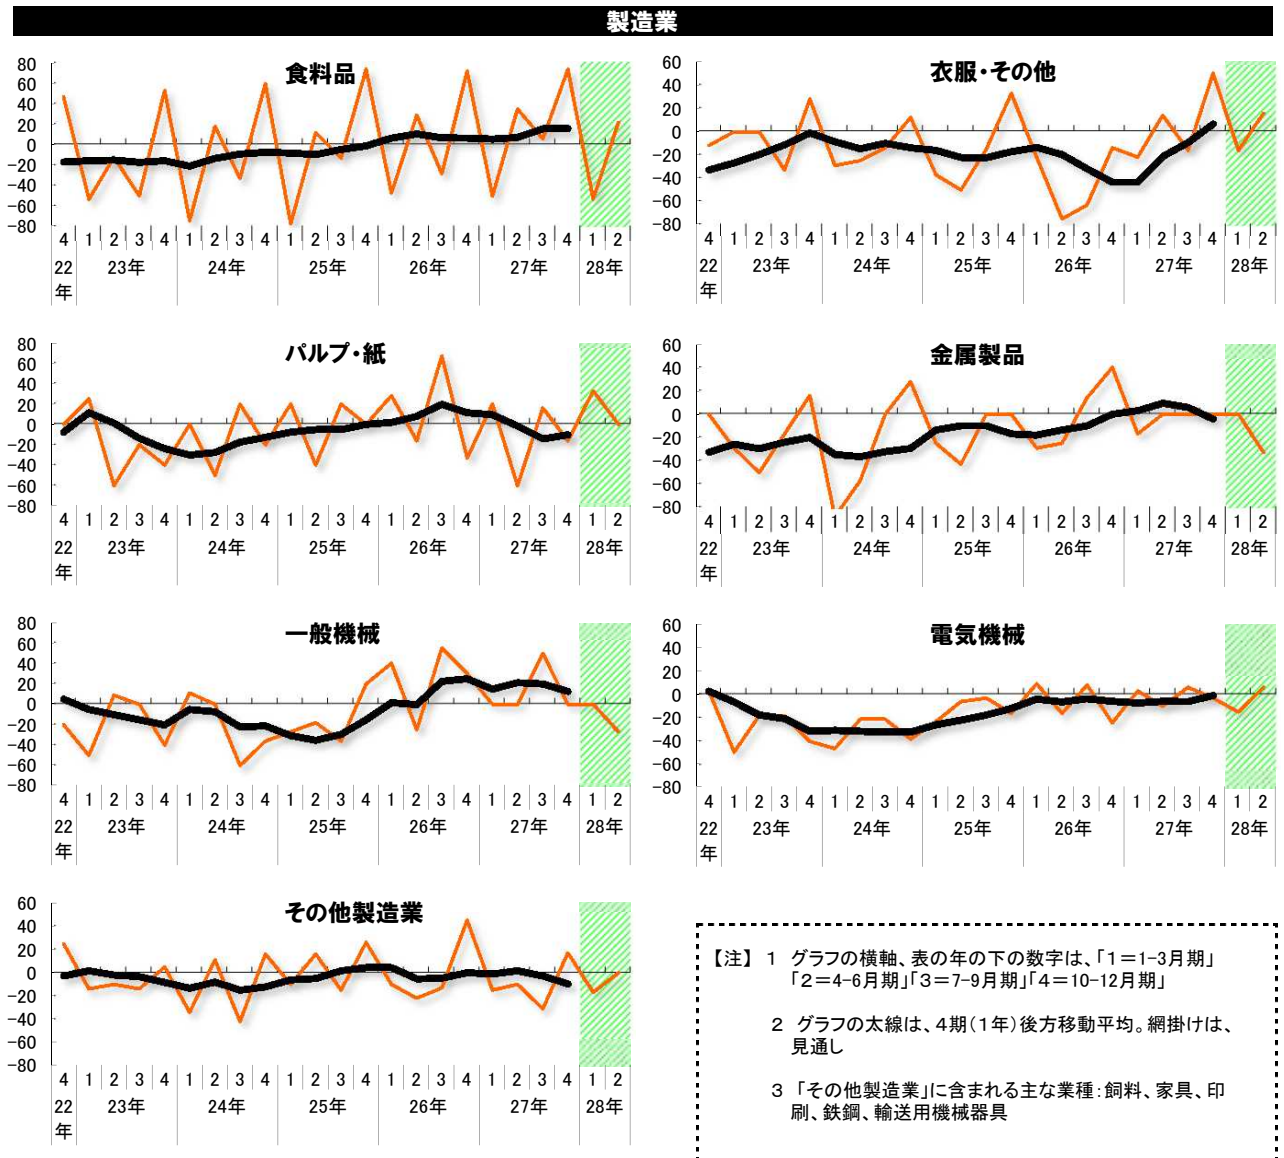 製造業
食料品
80
60
40
20
0
-20
-40
-60
-80
4 1 2 3 4 1 2 3 4 1 2 3 4 1 2 3 4 1 2 3 4 1 2
22年 23年 24年 25年 26年 27年 28年
衣服・その他
60
40
20
0
-20
-40
-60
-80
4 1 2 3 4 1 2 3 4 1 2 3 4 1 2 3 4 1 2 3 4 1 2
22年 23年 24年 25年 26年 27年 28年
パルプ・紙
80
60
40
20
0
-20
-40
-60
-80
4 1 2 3 4 1 2 3 4 1 2 3 4 1 2 3 4 1 2 3 4 1 2
22年 23年 24年 25年 26年 27年 28年
金属製品
60
40
20
0
-20
-40
-60
-80
4 1 2 3 4 1 2 3 4 1 2 3 4 1 2 3 4 1 2 3 4 1 2
22年 23年 24年 25年 26年 27年 28年
一般機械
80
60
40
20
0
-20
-40
-60
-80
4 1 2 3 4 1 2 3 4 1 2 3 4 1 2 3 4 1 2 3 4 1 2
22年 23年 24年 25年 26年 27年 28年
電気機械
60
40
20
0
-20
-40
-60
-80
4 1 2 3 4 1 2 3 4 1 2 3 4 1 2 3 4 1 2 3 4 1 2
22年 23年 24年 25年 26年 27年 28年
その他製造業
60
40
20
0
-20
-40
-60
-80
4 1 2 3 4 1 2 3 4 1 2 3 4 1 2 3 4 1 2 3 4 1 2
22年 23年 24年 25年 26年 27年 28年
【注】 1 グラフの横軸、表の年の下の数字は、「1=1-3月期」
「2=4-6月期」「3=7-9月期」「4=10-12月期」
2 グラフの太線は、4期(1年)後方移動平均。網掛けは、
見通し
3 「その他製造業」に含まれる主な業種:飼料、家具、印
刷、鉄鋼、輸送用機械器具